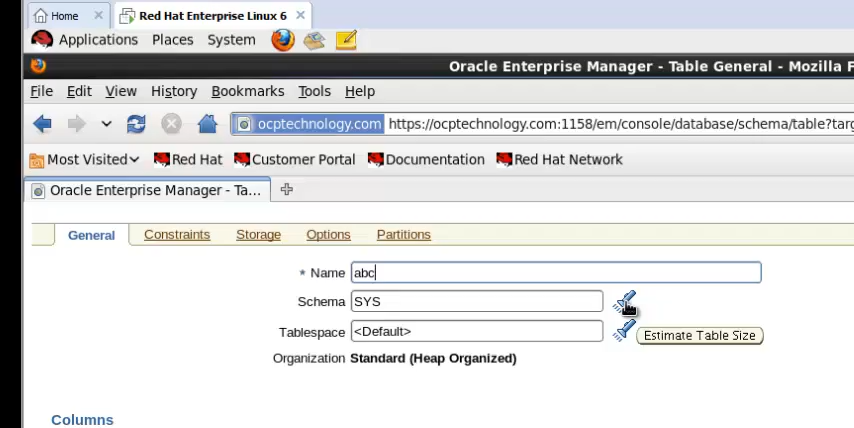 Home
Red Hat Enterprise Linux 6
Applications Places System
Oracle Enterprise Manager - Table General - Mozilla F
File Edit View History Bookmarks Tools Help
ocptechnology.com https://ocptechnology.com:1158/em/console/database/schema/table?targ
Most Visited Red Hat Customer Portal Documentation Red Hat Network
Oracle Enterprise Manager - Ta...
General Constraints Storage Options Partitions
* Name abc
Schema SYS
Tablespace <Default>
Estimate Table Size
Organization Standard (Heap Organized)
Columns